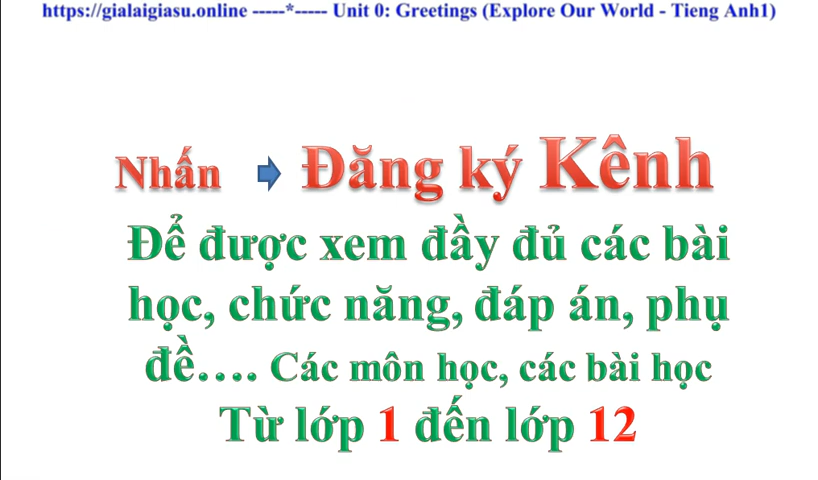 https://gialaigiasu.online -----*----- Unit 0: Greetings (Explore Our World - Tieng Anh1)
Nhấn Đăng ký Kênh
Để được xem đầy đủ các bài
học, chức năng, đáp án, phụ
đề…. Các môn học, các bài học
Từ lớp 1 đến lớp 12